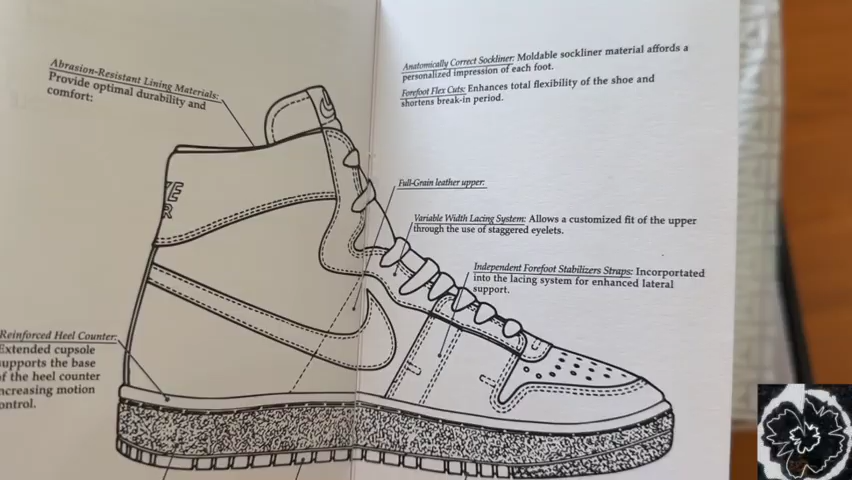 Abrasion-Resistant Lining Materials:
Provide optimal durability and
comfort:
Anatomically Correct Sockliner: Moldable sockliner material affords a
personalized impression of each foot.
Forefoot Flex Cuts: Enhances total flexibility of the shoe and
shortens break-in period.
Full-Grain leather upper:
Variable Width Lacing System: Allows a customized fit of the upper
through the use of staggered eyelets.
Independent Forefoot Stabilizers Straps: Incorportated
into the lacing system for enhanced lateral
support.
Reinforced Heel Counter:
Extended cupsole
supports the base
of the heel counter
increasing motion
control.